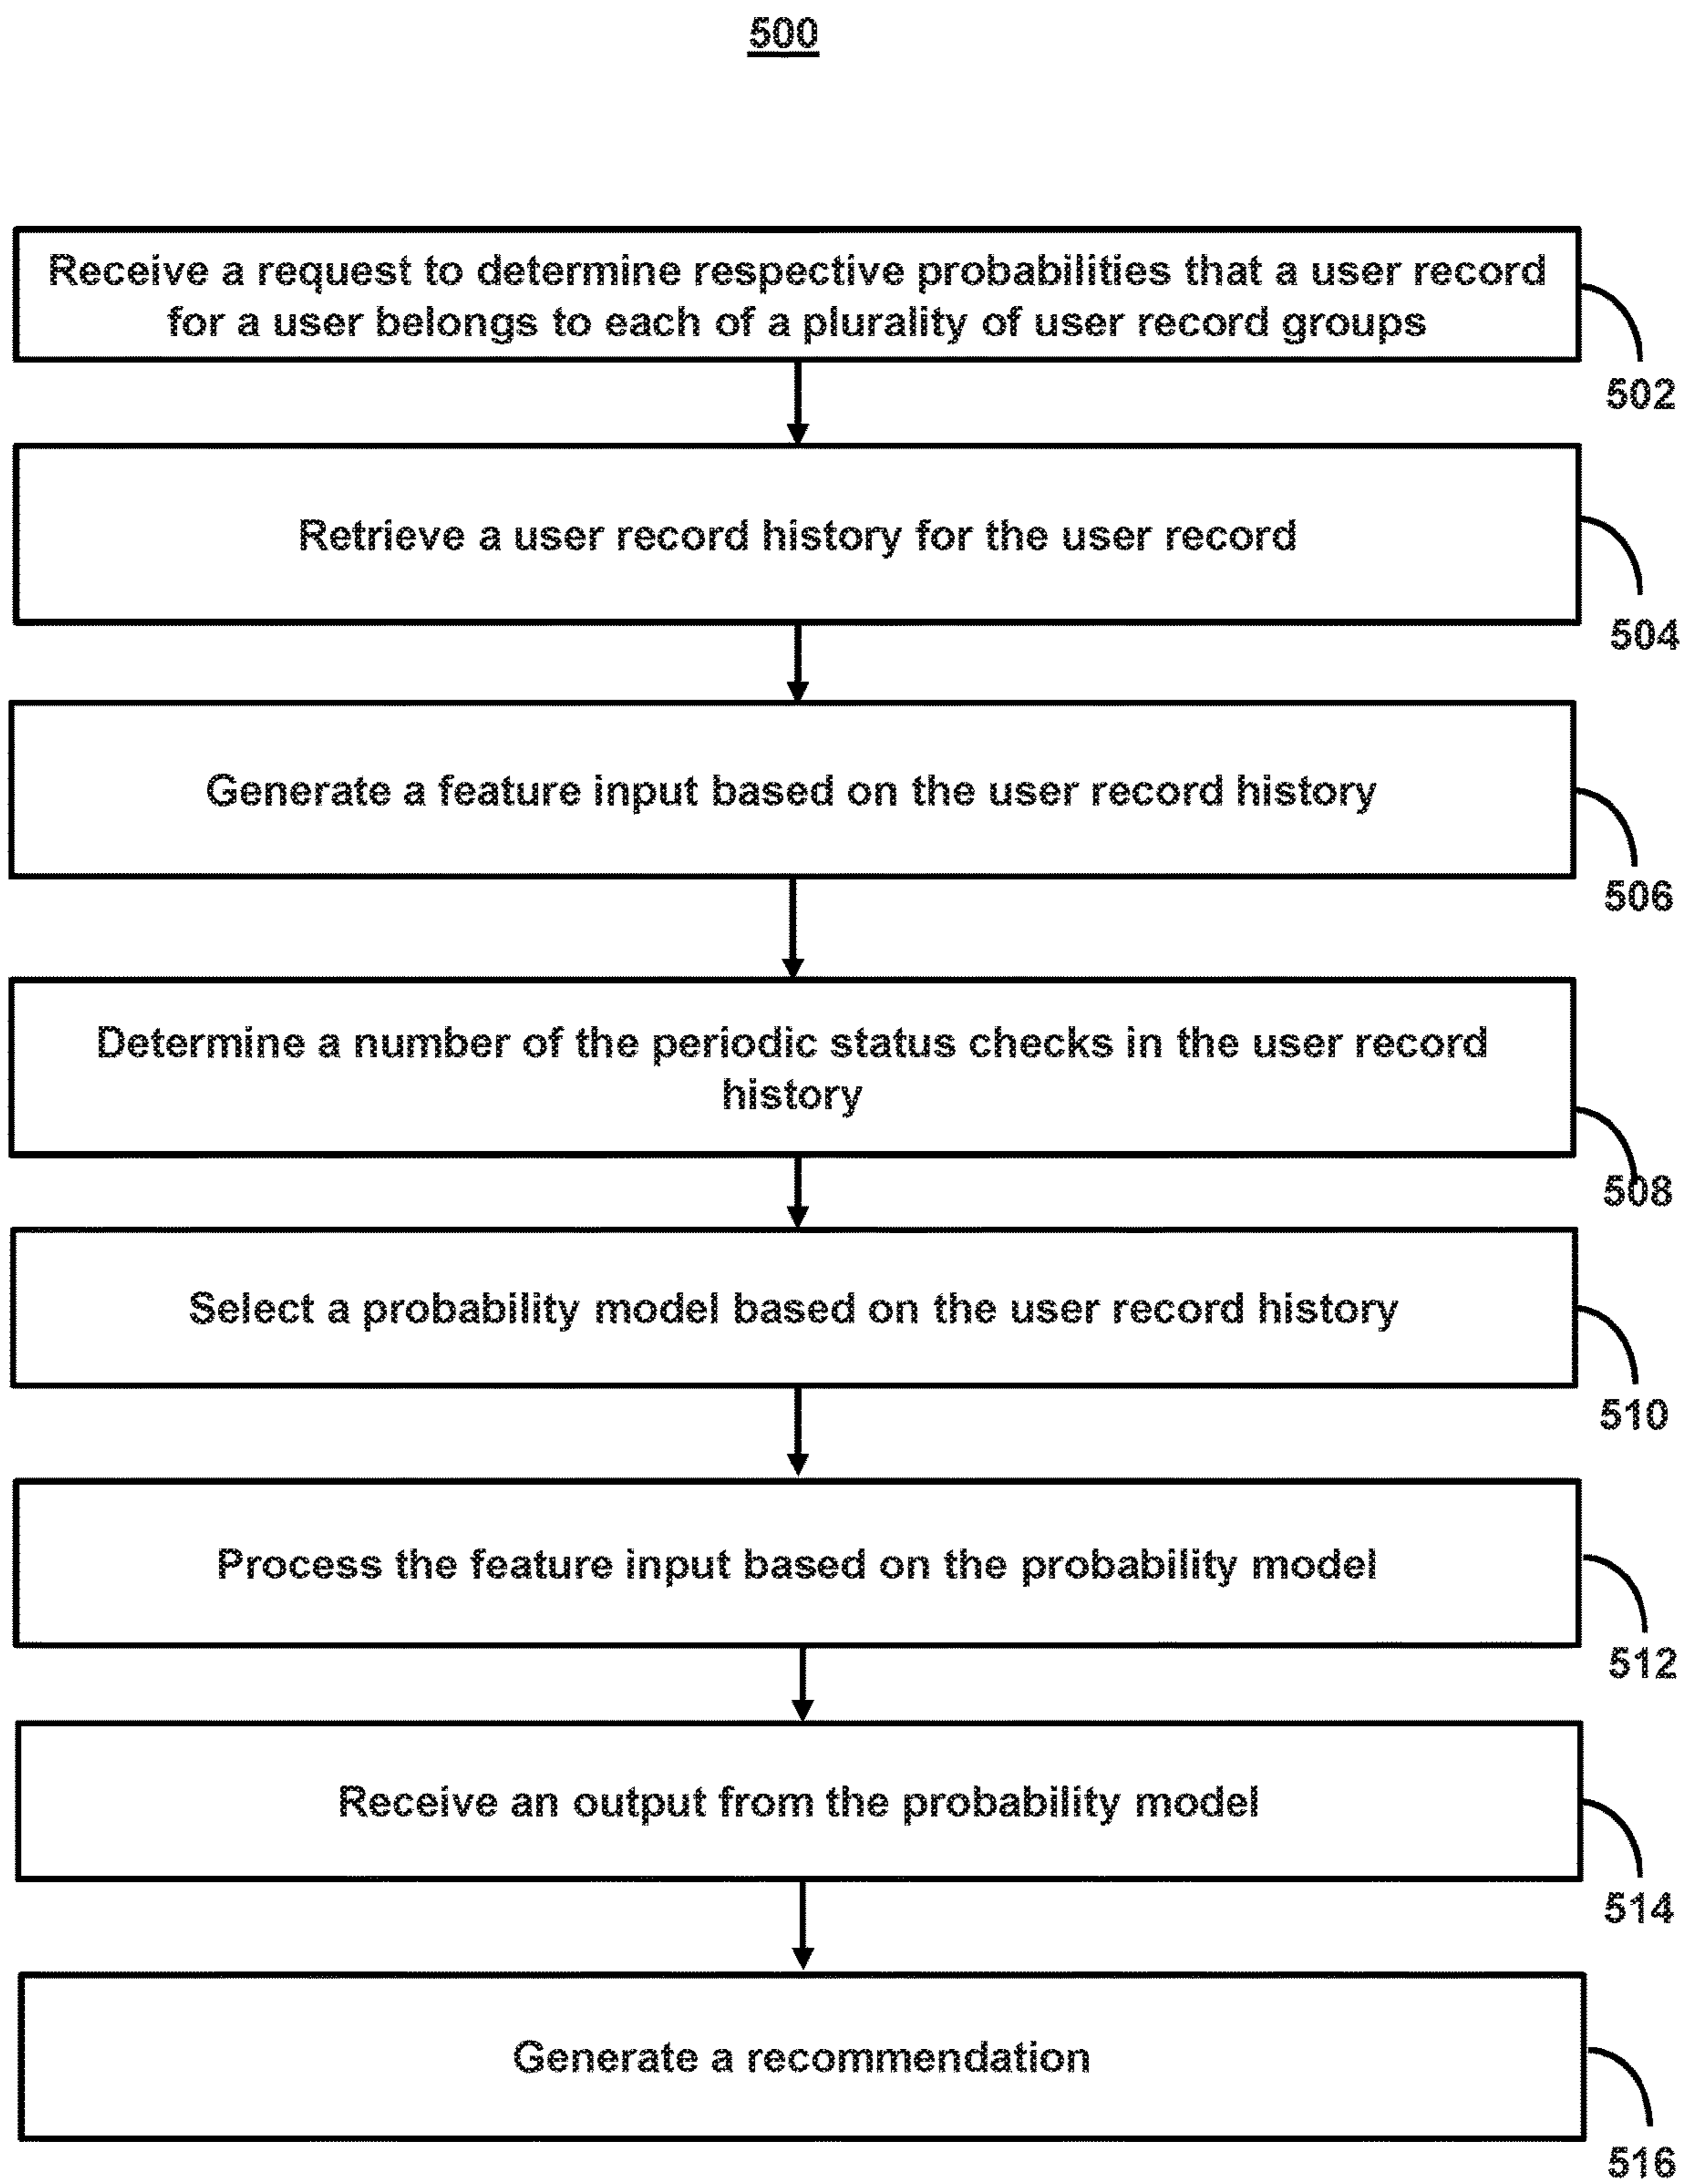 500
Receive a request to determine respective probabilities that a user record
for a user belongs to each of a plurality of user record groups
502
Retrieve a user record history for the user record
504
Generate a feature input based on the user record history
506
Determine a number of the periodic status checks in the user record
history
508
Select a probability model based on the user record history
510
Process the feature input based on the probability model
512
Receive an output from the probability model
514
Generate a recommendation
516